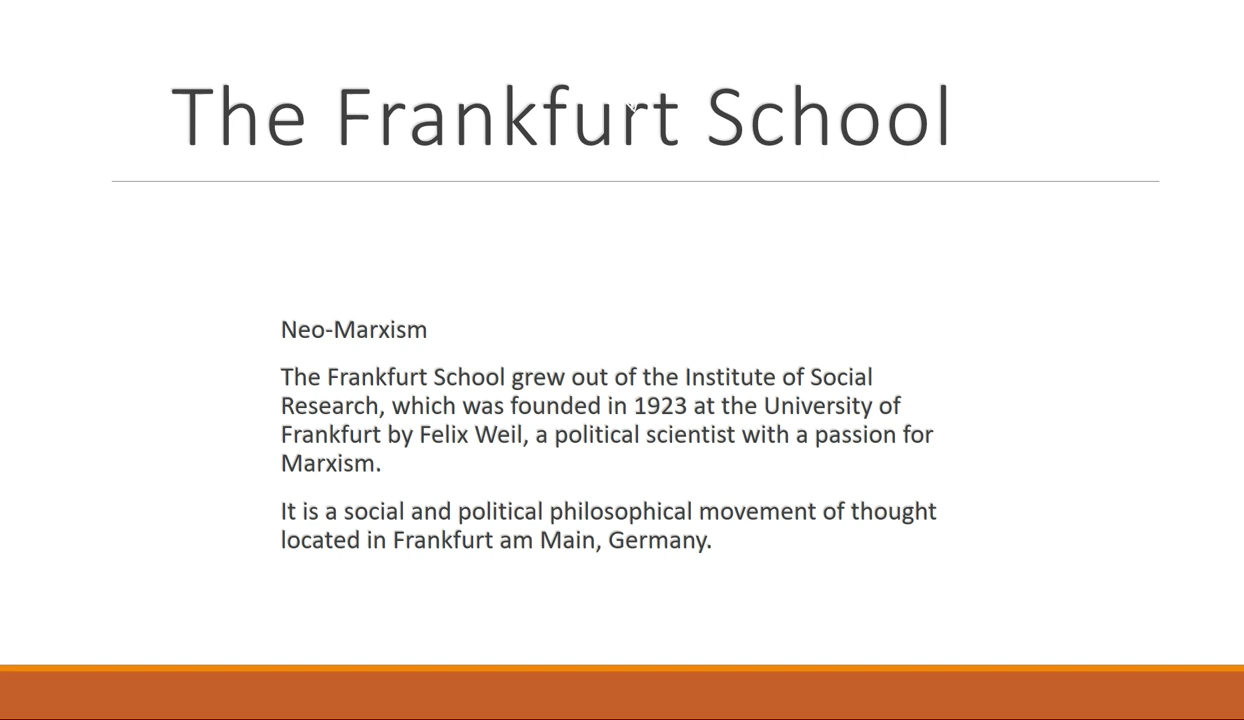 The Frankfurt School
Neo-Marxism
The Frankfurt School grew out of the Institute of Social
Research, which was founded in 1923 at the University of
Frankfurt by Felix Weil, a political scientist with a passion for
Marxism.
It is a social and political philosophical movement of thought
located in Frankfurt am Main, Germany.